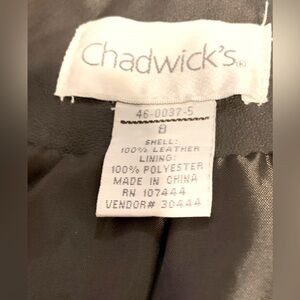 Chadwick's®
46-0037-5
8
SHELL:
100% LEATHER
LINING:
100% POLYESTER
MADE IN CHINA
RN 107444
VENDOR# 30444